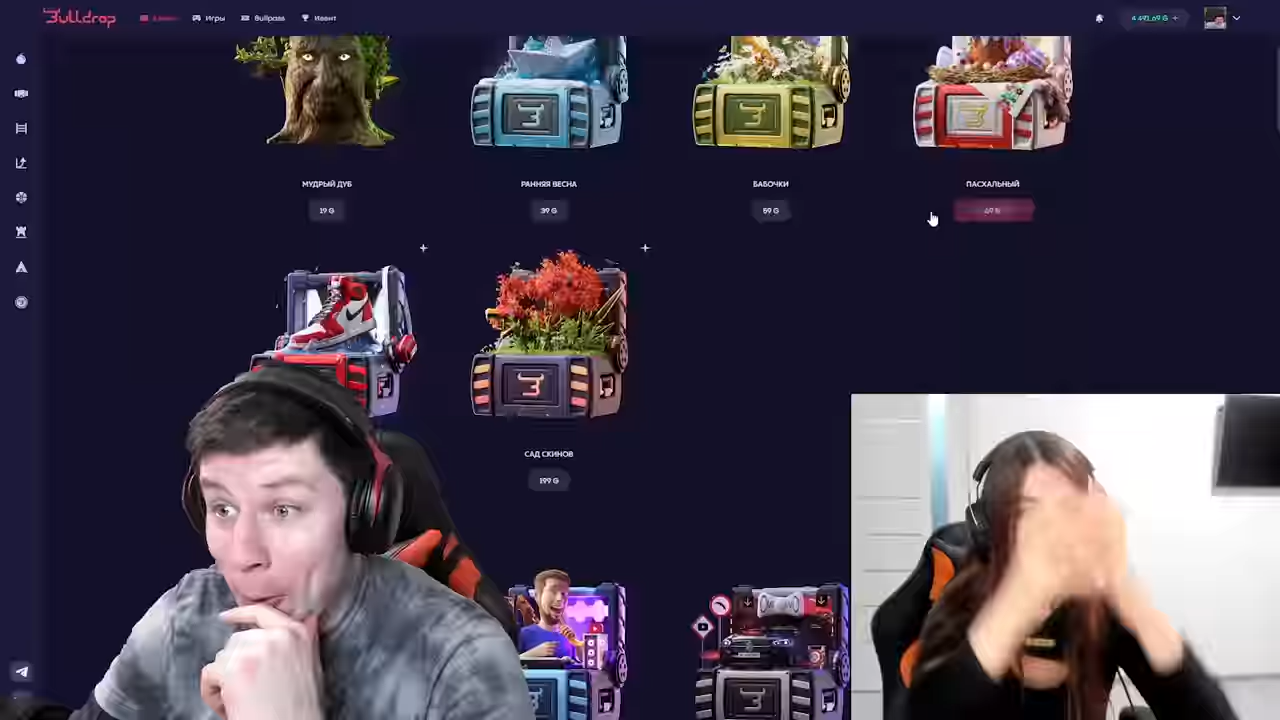 Bulldrop
Игры
Bullpass
Ивент
МУДРЫЙ ДУБ
РАННЯЯ ВЕСНА
БАБОЧКИ
ПАСХАЛЬНЫЙ
19 G
39 G
59 G
САД СКИНОВ
199 G